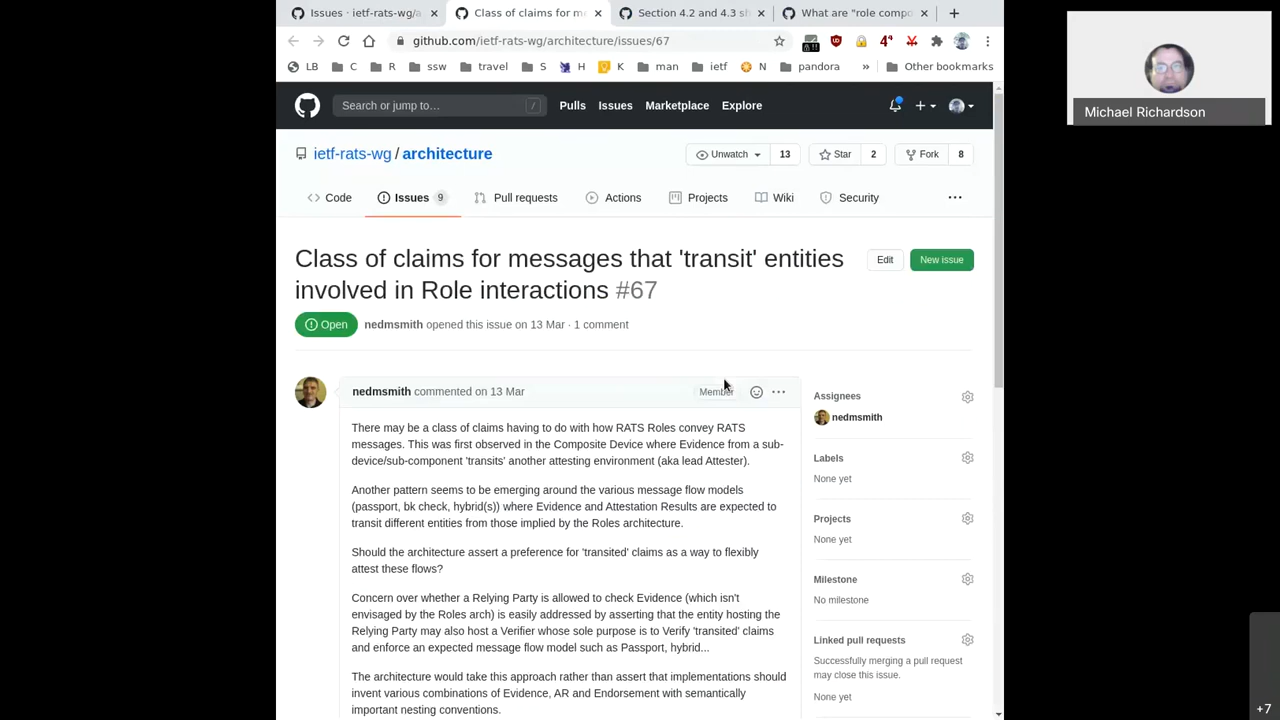 Issues · ietf-rats-wg/a
Class of claims for m
Section 4.2 and 4.3 sh
What are "role compo
github.com/ietf-rats-wg/architecture/issues/67
LB
C
R
ssw
travel
S
H
K
man
ietf
N
pandora
»
Other bookmarks
Search or jump to…
/
Pulls
Issues
Marketplace
Explore
ietf-rats-wg / architecture
Unwatch 13
Star 2
Fork 8
Code
Issues 9
Pull requests
Actions
Projects
Wiki
Security
Class of claims for messages that 'transit' entities
involved in Role interactions #67
Edit
New issue
Open
nedmsmith opened this issue on 13 Mar · 1 comment
nedmsmith commented on 13 Mar
Member
There may be a class of claims having to do with how RATS Roles convey RATS
messages. This was first observed in the Composite Device where Evidence from a sub-
device/sub-component 'transits' another attesting environment (aka lead Attester).
Another pattern seems to be emerging around the various message flow models
(passport, bk check, hybrid(s)) where Evidence and Attestation Results are expected to
transit different entities from those implied by the Roles architecture.
Should the architecture assert a preference for 'transited' claims as a way to flexibly
attest these flows?
Concern over whether a Relying Party is allowed to check Evidence (which isn't
envisaged by the Roles arch) is easily addressed by asserting that the entity hosting the
Relying Party may also host a Verifier whose sole purpose is to Verify 'transited' claims
and enforce an expected message flow model such as Passport, hybrid...
The architecture would take this approach rather than assert that implementations should
invent various combinations of Evidence, AR and Endorsement with semantically
important nesting conventions.
Assignees
nedmsmith
Labels
None yet
Projects
None yet
Milestone
No milestone
Linked pull requests
Successfully merging a pull request
may close this issue.
None yet
Michael Richardson
+7